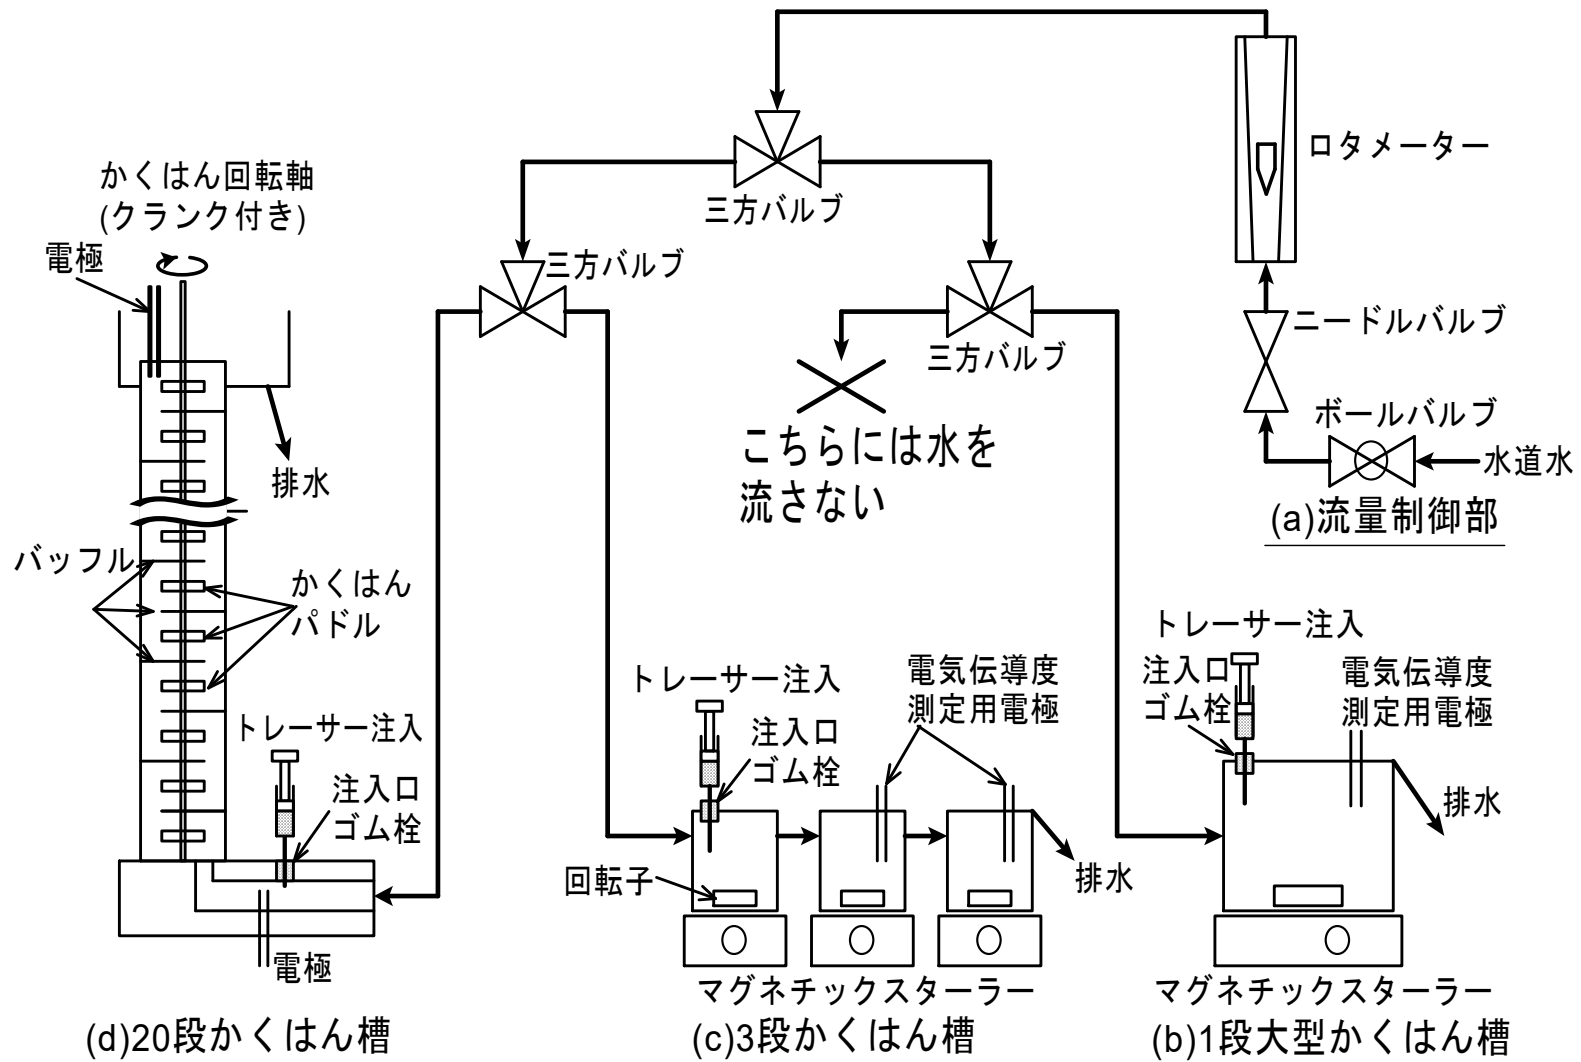 ロタメーター
かくはん回転軸
(クランク付き)
電極
三方バルブ
三方バルブ
三方バルブ
ニードルバルブ
ボールバルブ
水道水
(a)流量制御部
こちらには水を
流さない
排水
バッフル
かくはん
パドル
トレーサー注入
注入口
ゴム栓
電極
(d)20段かくはん槽
トレーサー注入
注入口
ゴム栓
電気伝導度
測定用電極
回転子
排水
マグネチックスターラー
(c)3段かくはん槽
トレーサー注入
注入口
ゴム栓
電気伝導度
測定用電極
排水
マグネチックスターラー
(b)1段大型かくはん槽